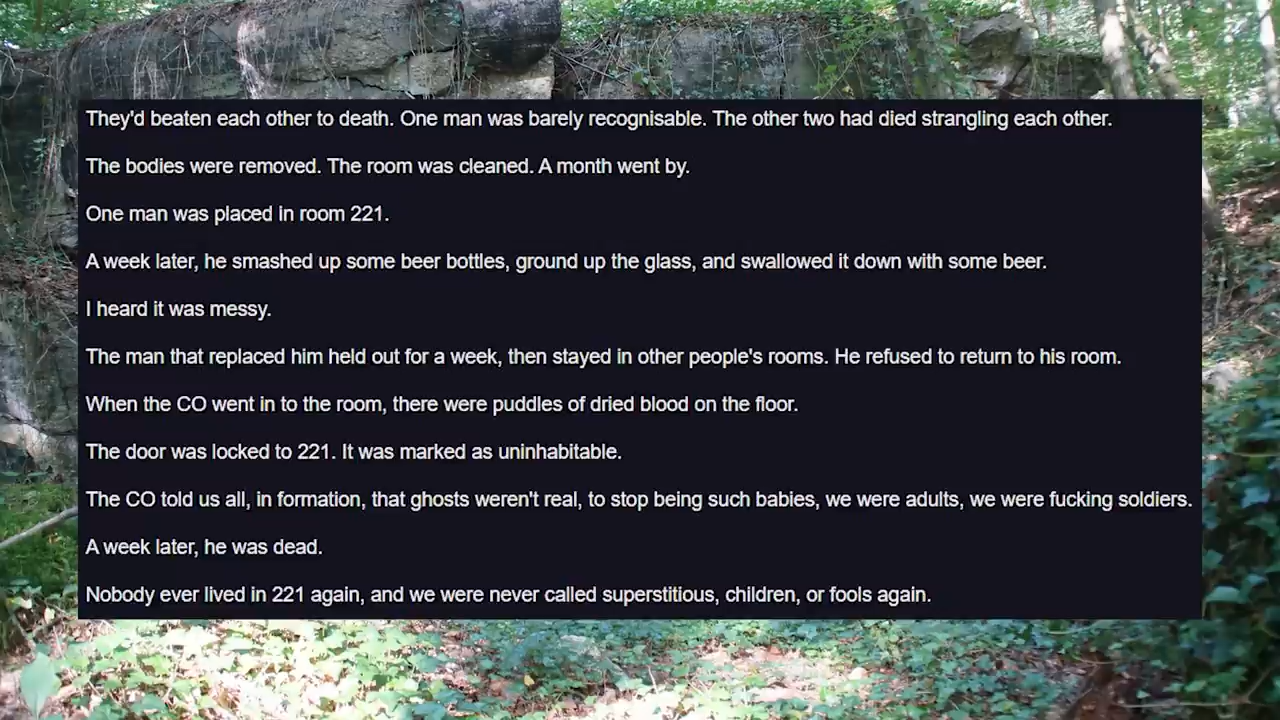 They'd beaten each other to death. One man was barely recognisable. The other two had died strangling each other.
The bodies were removed. The room was cleaned. A month went by.
One man was placed in room 221.
A week later, he smashed up some beer bottles, ground up the glass, and swallowed it down with some beer.
I heard it was messy.
The man that replaced him held out for a week, then stayed in other people's rooms. He refused to return to his room.
When the CO went in to the room, there were puddles of dried blood on the floor.
The door was locked to 221. It was marked as uninhabitable.
The CO told us all, in formation, that ghosts weren't real, to stop being such babies, we were adults, we were fucking soldiers.
A week later, he was dead.
Nobody ever lived in 221 again, and we were never called superstitious, children, or fools again.